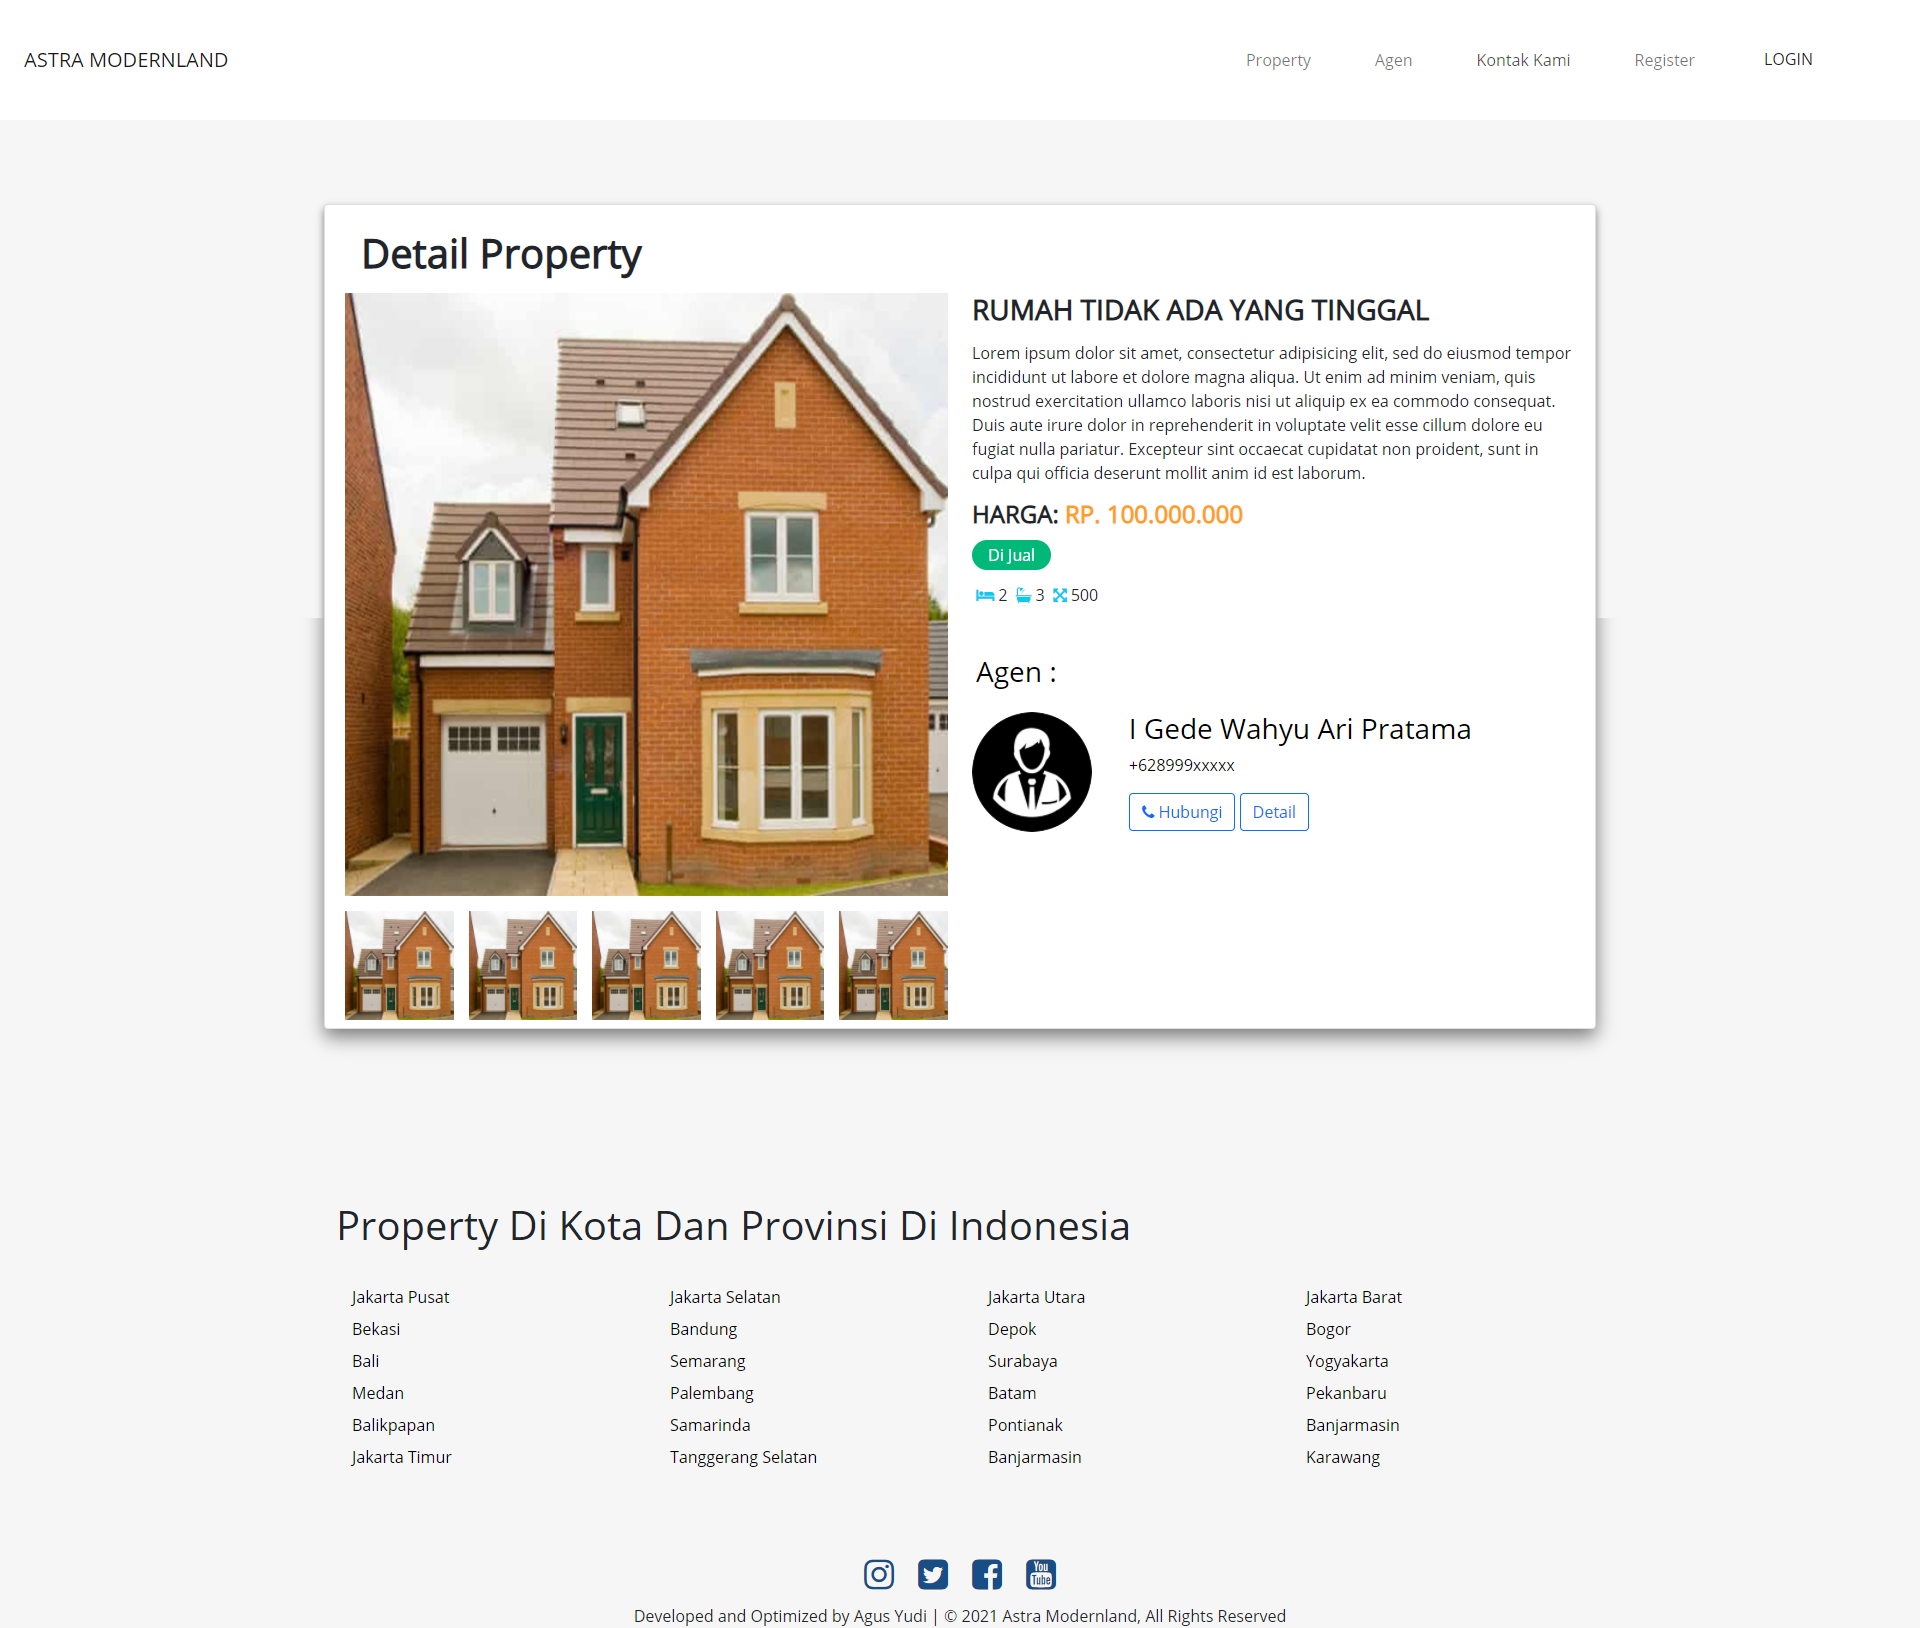 ASTRA MODERNLAND
Property
Agen
Kontak Kami
Register
LOGIN
Detail Property
RUMAH TIDAK ADA YANG TINGGAL
Lorem ipsum dolor sit amet, consectetur adipisicing elit, sed do eiusmod tempor
incididunt ut labore et dolore magna aliqua. Ut enim ad minim veniam, quis
nostrud exercitation ullamco laboris nisi ut aliquip ex ea commodo consequat.
Duis aute irure dolor in reprehenderit in voluptate velit esse cillum dolore eu
fugiat nulla pariatur. Excepteur sint occaecat cupidatat non proident, sunt in
culpa qui officia deserunt mollit anim id est laborum.
HARGA: RP. 100.000.000
Di Jual
2 3 500
Agen :
I Gede Wahyu Ari Pratama
+628999xxxxx
Hubungi
Detail
Property Di Kota Dan Provinsi Di Indonesia
Jakarta Pusat
Jakarta Selatan
Jakarta Utara
Jakarta Barat
Bekasi
Bandung
Depok
Bogor
Bali
Semarang
Surabaya
Yogyakarta
Medan
Palembang
Batam
Pekanbaru
Balikpapan
Samarinda
Pontianak
Banjarmasin
Jakarta Timur
Tanggerang Selatan
Banjarmasin
Karawang
You
Tube
Developed and Optimized by Agus Yudi | © 2021 Astra Modernland, All Rights Reserved